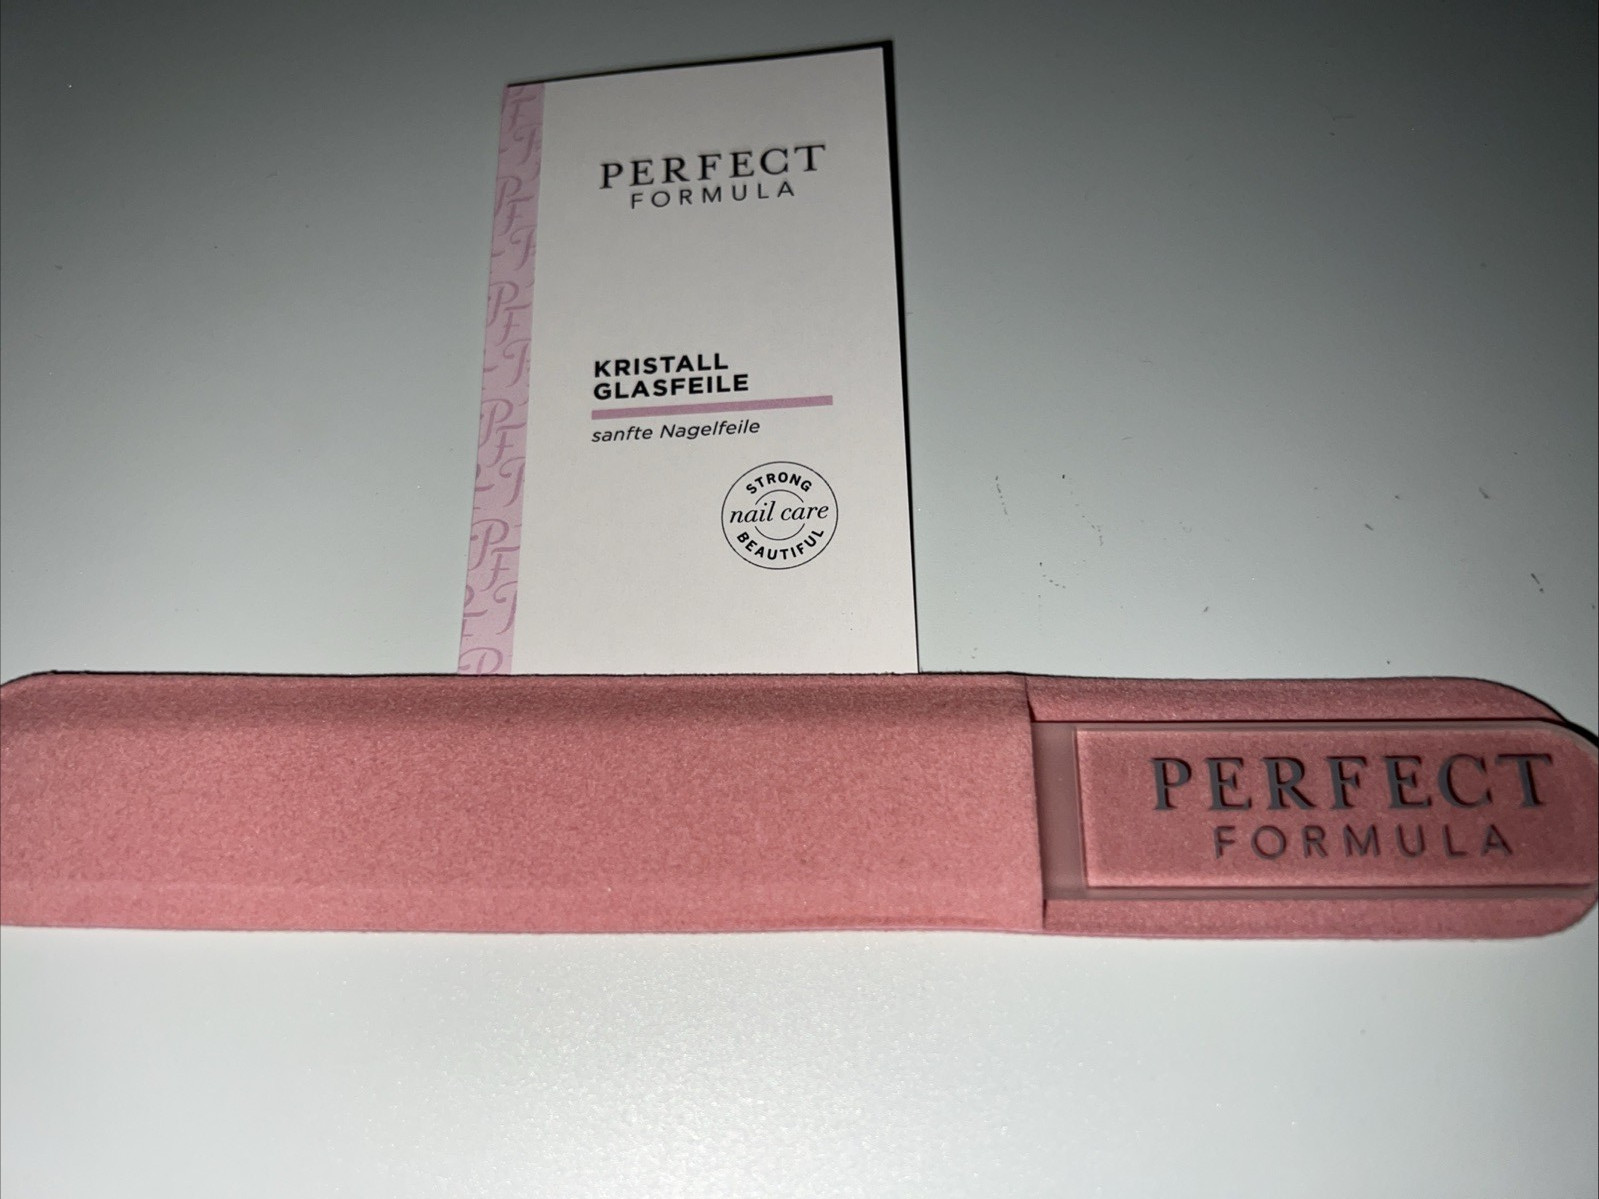 PERFECT
FORMULA
KRISTALL
GLASFEILE
sanfte Nagelfeile
STRONG
nail care
BEAUTIFUL
PERFECT
FORMULA